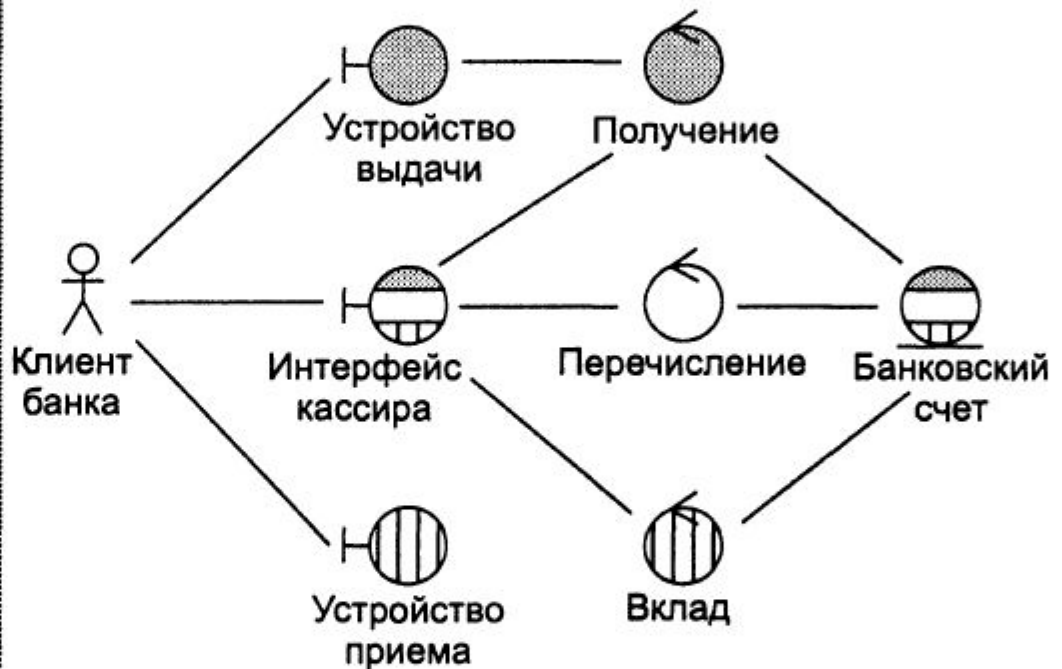 Устройство
выдачи
Получение
Клиент
банка
Интерфейс
кассира
Перечисление
Банковский
счет
Устройство
приема
Вклад